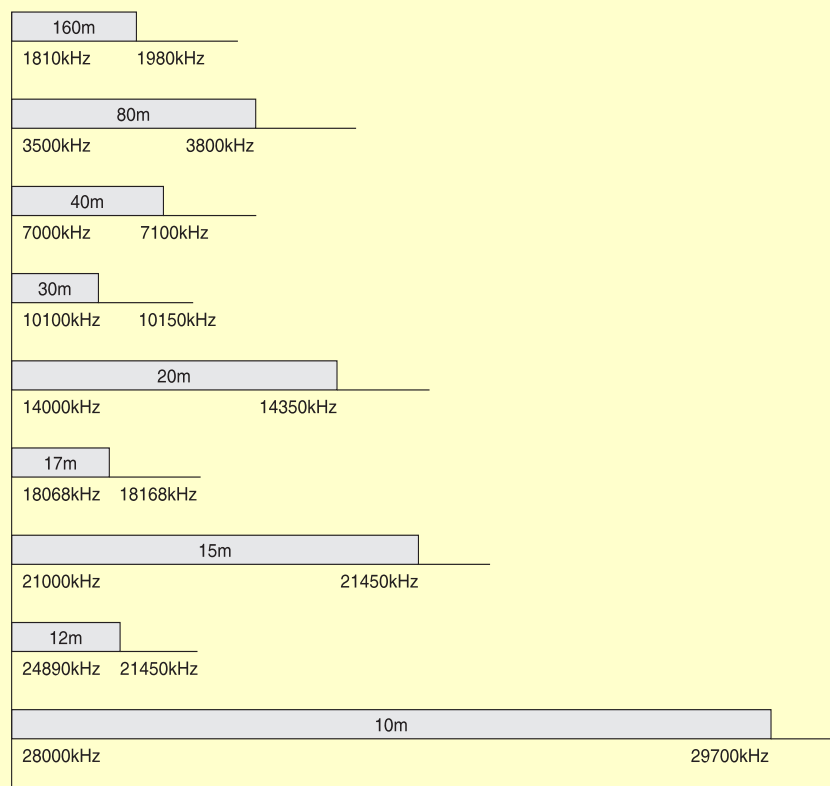 160m
1810kHz 1980kHz
80m
3500kHz 3800kHz
40m
7000kHz 7100kHz
30m
10100kHz 10150kHz
20m
14000kHz 14350kHz
17m
18068kHz 18168kHz
15m
21000kHz 21450kHz
12m
24890kHz 21450kHz
10m
28000kHz 29700kHz